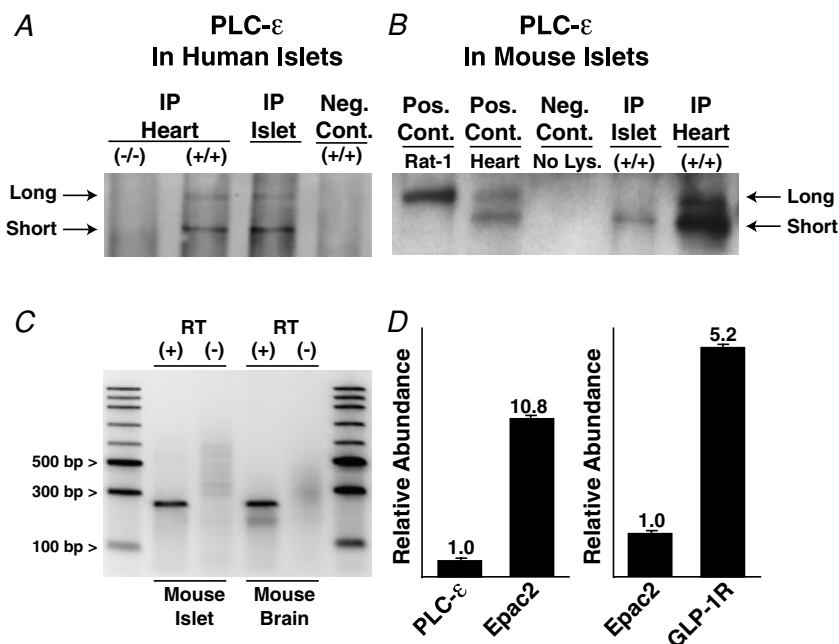 A
PLC-ε
In Human Islets
IP
Heart
IP
Islet
Neg.
Cont.
(-/-)
(+/+)
(+/+)
Long
Short
B
PLC-ε
In Mouse Islets
Pos.
Cont.
Pos.
Cont.
Neg.
Cont.
IP
Islet
IP
Heart
Rat-1
Heart
No Lys.
(+/+)
(+/+)
Long
Short
C
RT
RT
(+)
(-)
(+)
(-)
500 bp >
300 bp >
100 bp >
Mouse
Islet
Mouse
Brain
D
Relative Abundance
1.0
10.8
PLC-ε
Epac2
Relative Abundance
1.0
5.2
Epac2
GLP-1R